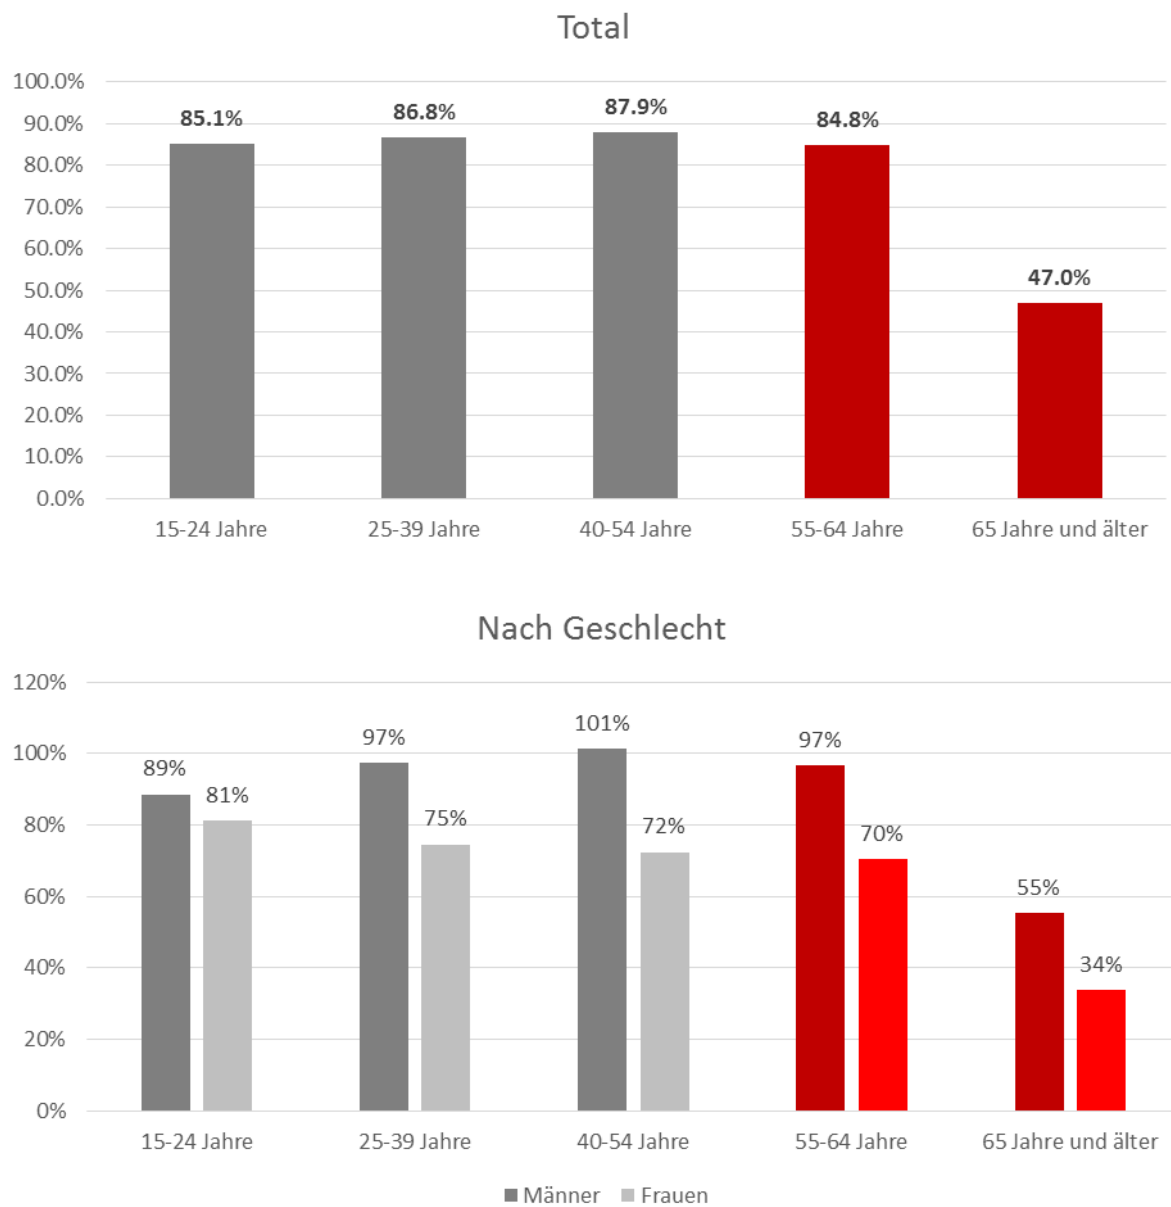 Total
100.0%
90.0%
80.0%
70.0%
60.0%
50.0%
40.0%
30.0%
20.0%
10.0%
0.0%
85.1% 86.8% 87.9% 84.8% 47.0%
15-24 Jahre 25-39 Jahre 40-54 Jahre 55-64 Jahre 65 Jahre und älter
Nach Geschlecht
120%
100%
80%
60%
40%
20%
0%
89% 81% 97% 75% 101% 72% 97% 70% 55% 34%
15-24 Jahre 25-39 Jahre 40-54 Jahre 55-64 Jahre 65 Jahre und älter
Männer Frauen